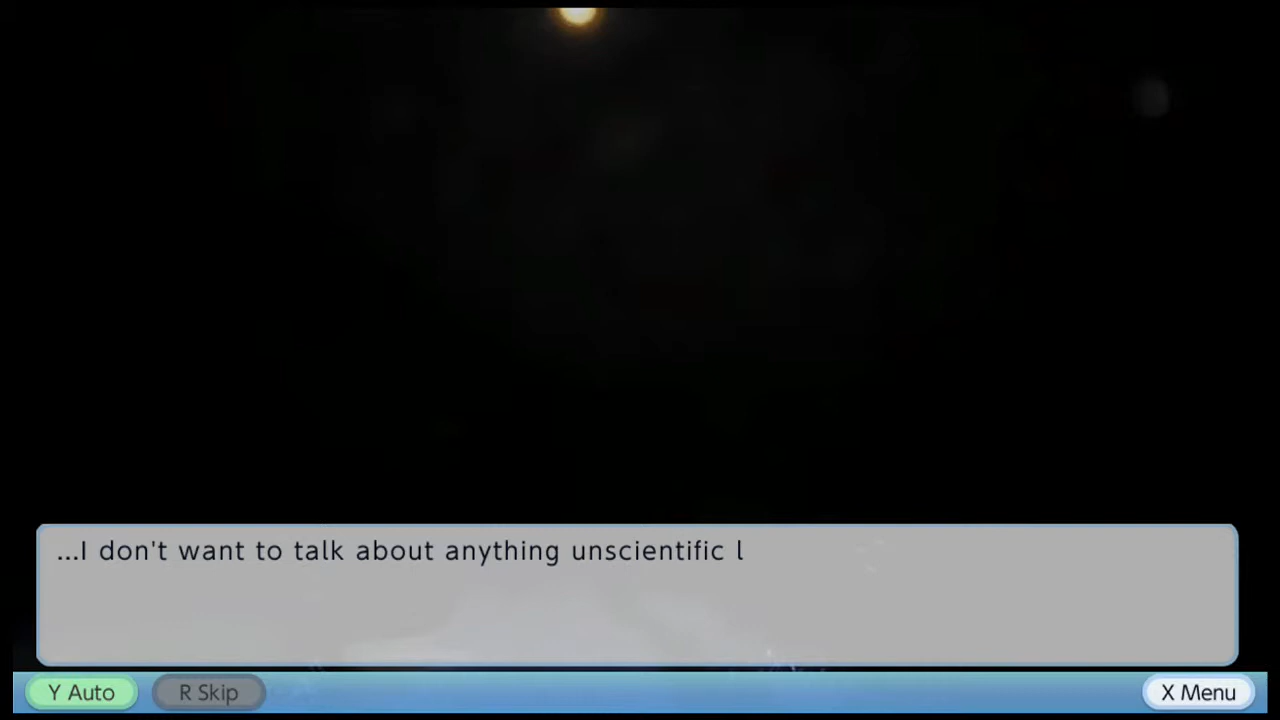 ...I don't want to talk about anything unscientific l
Y Auto
R Skip
X Menu